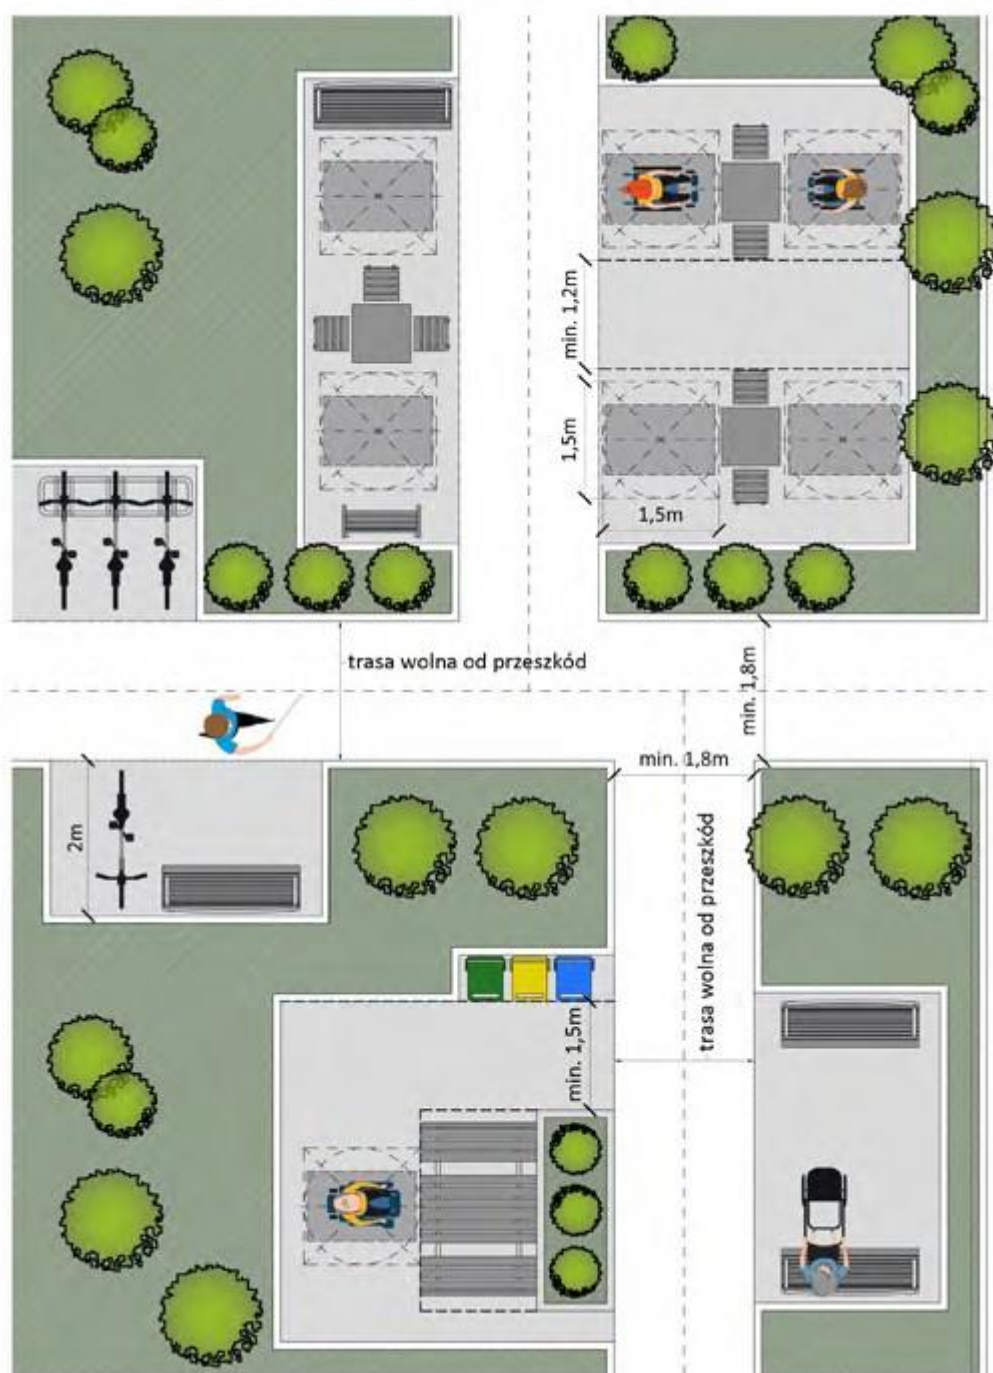 min. 1,2m
1,5m
1,5m
trasa wolna od przeszkód
min. 1,8m
min. 1,8m
2m
trasa wolna od przeszkód
min. 1,5m